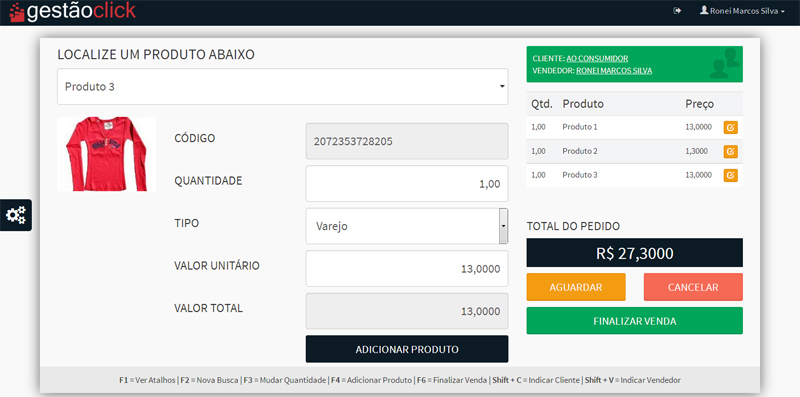 gestãoclick
Ronei Marcos Silva
LOCALIZE UM PRODUTO ABAIXO
Produto 3
CÓDIGO
2072353728205
QUANTIDADE
1,00
TIPO
Varejo
VALOR UNITÁRIO
13,0000
VALOR TOTAL
13,0000
ADICIONAR PRODUTO
CLIENTE: AO CONSUMIDOR
VENDEDOR: RONEI MARCOS SILVA
Qtd. Produto Preço
1,00 Produto 1 13,0000
1,00 Produto 2 1,3000
1,00 Produto 3 13,0000
TOTAL DO PEDIDO
R$ 27,3000
AGUARDAR CANCELAR
FINALIZAR VENDA
F1 = Ver Atalhos | F2 = Nova Busca | F3 = Mudar Quantidade | F4 = Adicionar Produto | F6 = Finalizar Venda | Shift + C = Indicar Cliente | Shift + V = Indicar Vendedor